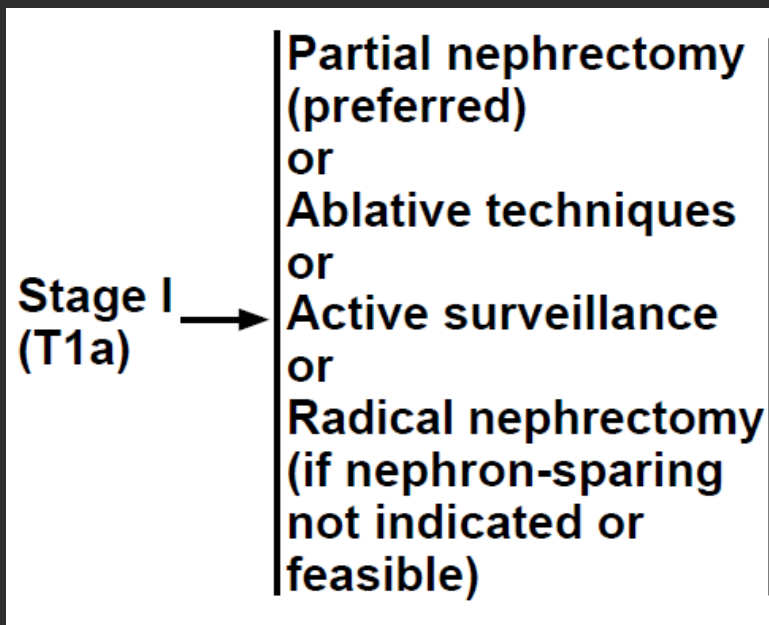 Stage I
(T1a)
Partial nephrectomy
(preferred)
or
Ablative techniques
or
Active surveillance
or
Radical nephrectomy
(if nephron-sparing
not indicated or
feasible)